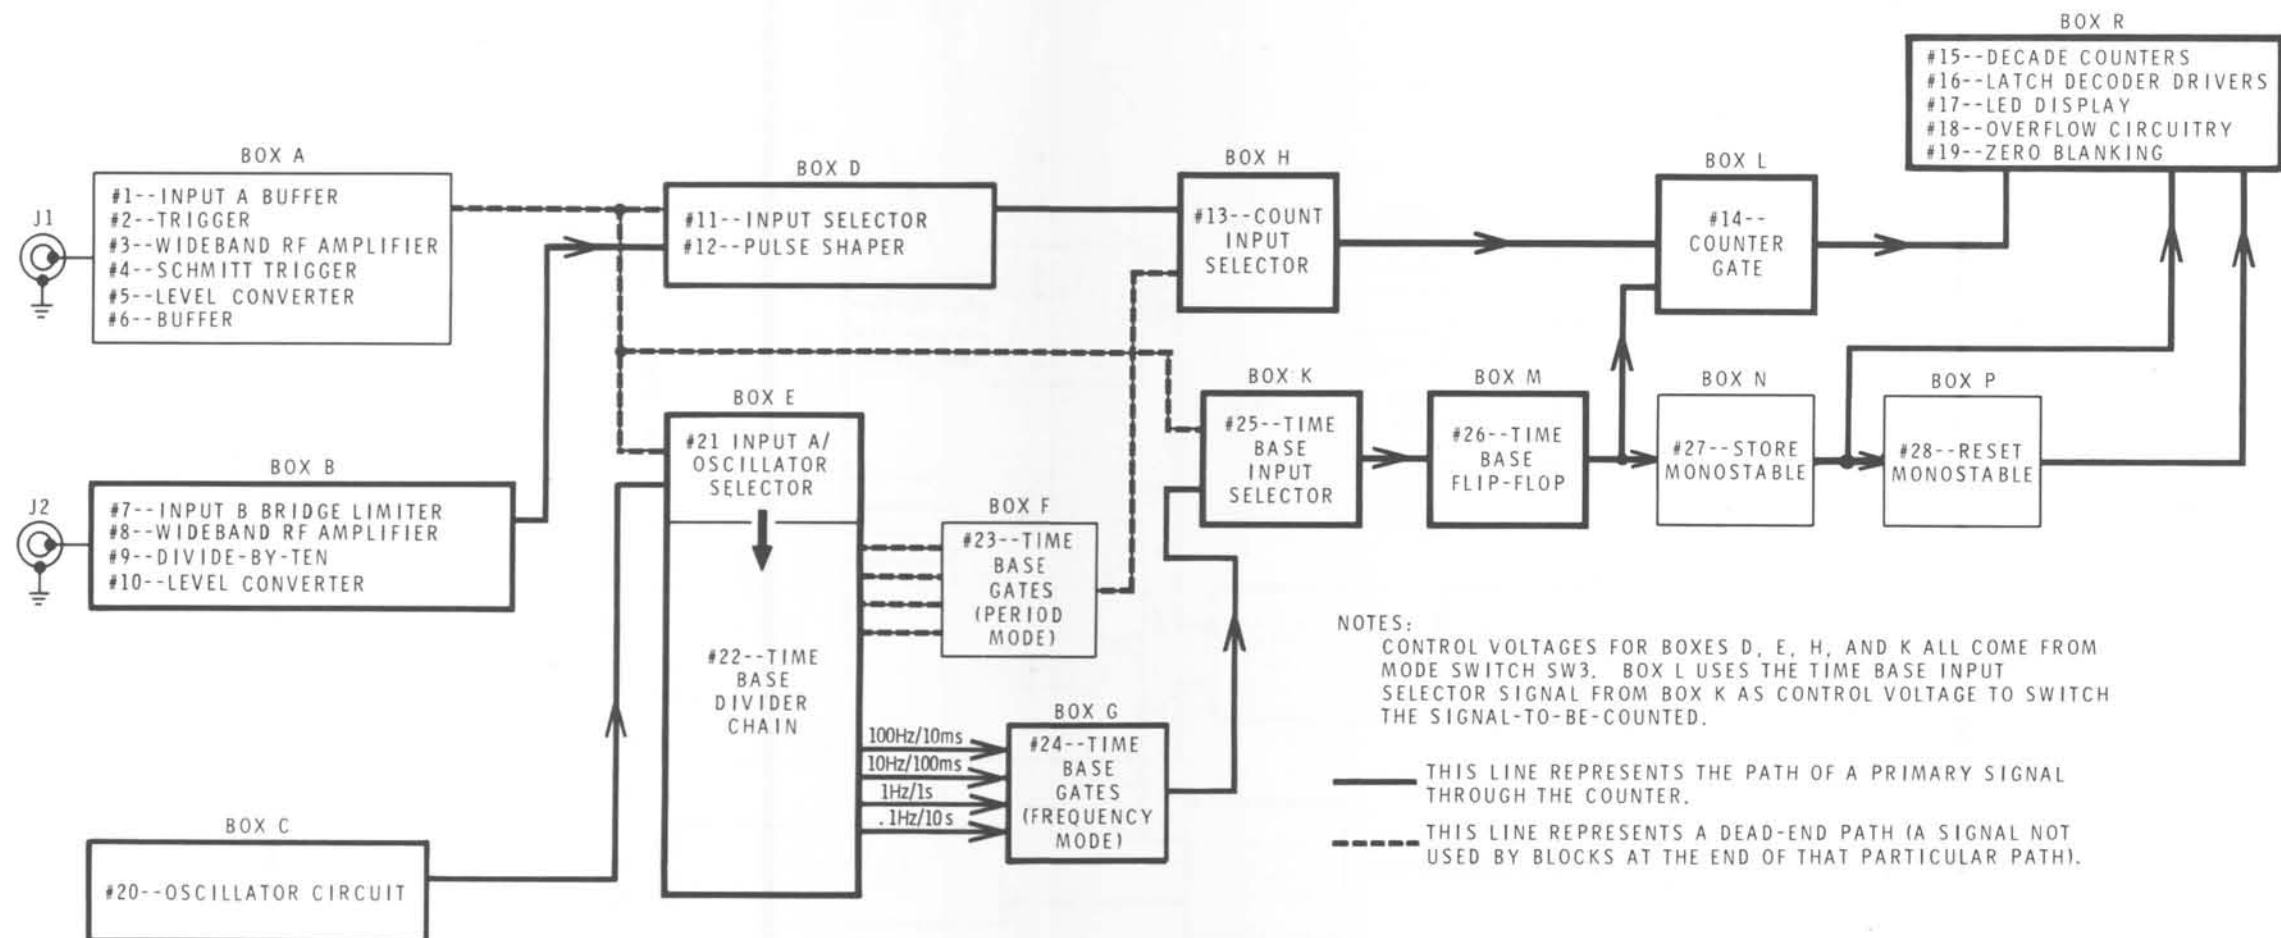 BOX R
#15--DECADE COUNTERS
#16--LATCH DECODER DRIVERS
#17--LED DISPLAY
#18--OVERFLOW CIRCUITRY
#19--ZERO BLANKING
BOX A
J1
#1--INPUT A BUFFER
#2--TRIGGER
#3--WIDEBAND RF AMPLIFIER
#4--SCHMITT TRIGGER
#5--LEVEL CONVERTER
#6--BUFFER
BOX D
#11--INPUT SELECTOR
#12--PULSE SHAPER
BOX H
#13--COUNT
INPUT
SELECTOR
BOX L
#14--
COUNTER
GATE
BOX B
J2
#7--INPUT B BRIDGE LIMITER
#8--WIDEBAND RF AMPLIFIER
#9--DIVIDE-BY-TEN
#10--LEVEL CONVERTER
BOX E
#21 INPUT A/
OSCILLATOR
SELECTOR
#22--TIME
BASE
DIVIDER
CHAIN
BOX F
#23--TIME
BASE
GATES
(PERIOD
MODE)
BOX K
#25--TIME
BASE
INPUT
SELECTOR
BOX M
#26--TIME
BASE
FLIP-FLOP
BOX N
#27--STORE
MONOSTABLE
BOX P
#28--RESET
MONOSTABLE
100Hz/10ms
10Hz/100ms
1Hz/1s
.1Hz/10s
BOX G
#24--TIME
BASE
GATES
(FREQUENCY
MODE)
BOX C
#20--OSCILLATOR CIRCUIT
NOTES:
CONTROL VOLTAGES FOR BOXES D, E, H, AND K ALL COME FROM
MODE SWITCH SW3. BOX L USES THE TIME BASE INPUT
SELECTOR SIGNAL FROM BOX K AS CONTROL VOLTAGE TO SWITCH
THE SIGNAL-TO-BE-COUNTED.
THIS LINE REPRESENTS THE PATH OF A PRIMARY SIGNAL
THROUGH THE COUNTER.
THIS LINE REPRESENTS A DEAD-END PATH (A SIGNAL NOT
USED BY BLOCKS AT THE END OF THAT PARTICULAR PATH).